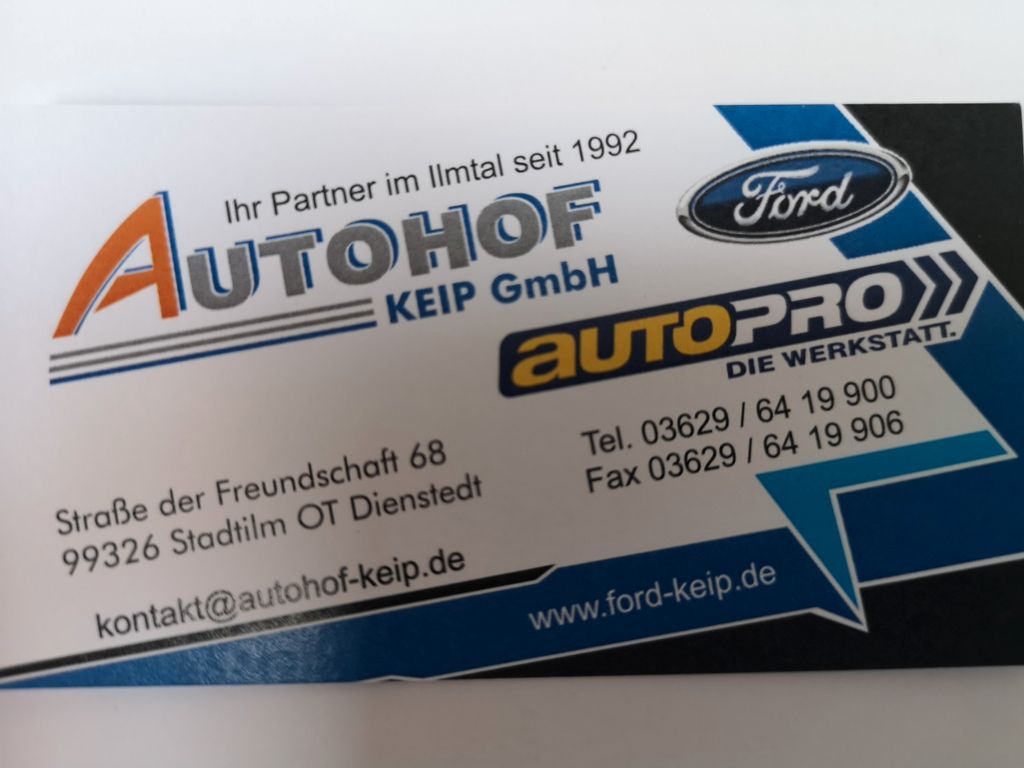 Ihr Partner im Ilmtal seit 1992
AUTOHOF
KEIP GmbH
Ford
AUTOPRO
DIE WERKSTATT.
Tel. 03629 / 64 19 900
Fax 03629 / 64 19 906
Straße der Freundschaft 68
99326 Stadtilm OT Dienstedt
kontakt@autohof-keip.de
www.ford-keip.de